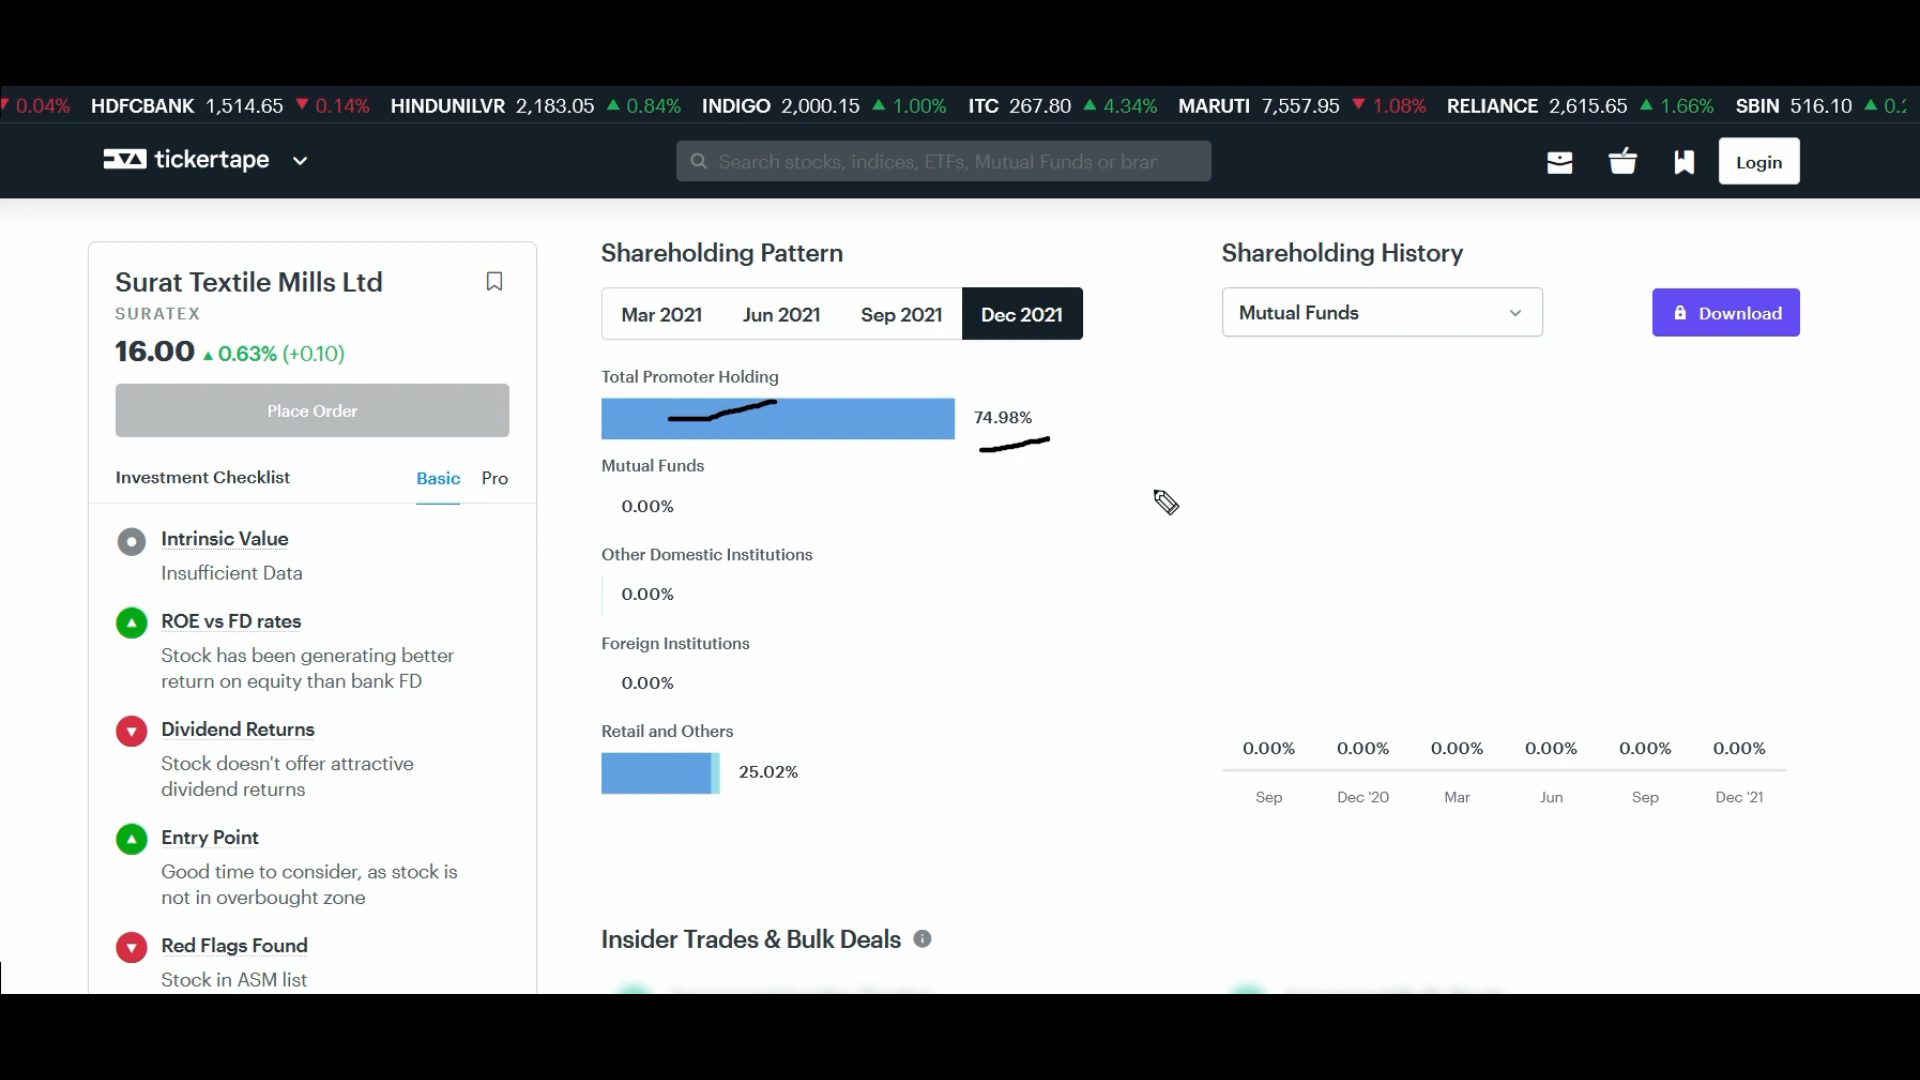 0.04% HDFCBANK 1,514.65 ▼ 0.14% HINDUNILVR 2,183.05 ▲ 0.84% INDIGO 2,000.15 ▲ 1.00% ITC 267.80 ▲ 4.34% MARUTI 7,557.95 ▼ 1.08% RELIANCE 2,615.65 ▲ 1.66% SBIN 516.10 ▲
tickertape
Search stocks, indices, ETFs, Mutual Funds or brar
Login
Surat Textile Mills Ltd
SURATEX
16.00 ▲ 0.63% (+0.10)
Place Order
Investment Checklist Basic Pro
Intrinsic Value
Insufficient Data
ROE vs FD rates
Stock has been generating better
return on equity than bank FD
Dividend Returns
Stock doesn't offer attractive
dividend returns
Entry Point
Good time to consider, as stock is
not in overbought zone
Red Flags Found
Stock in ASM list
Shareholding Pattern
Mar 2021 Jun 2021 Sep 2021 Dec 2021
Total Promoter Holding
74.98%
Mutual Funds
0.00%
Other Domestic Institutions
0.00%
Foreign Institutions
0.00%
Retail and Others
25.02%
Shareholding History
Mutual Funds
Download
0.00% 0.00% 0.00% 0.00% 0.00% 0.00%
Sep Dec '20 Mar Jun Sep Dec '21
Insider Trades & Bulk Deals